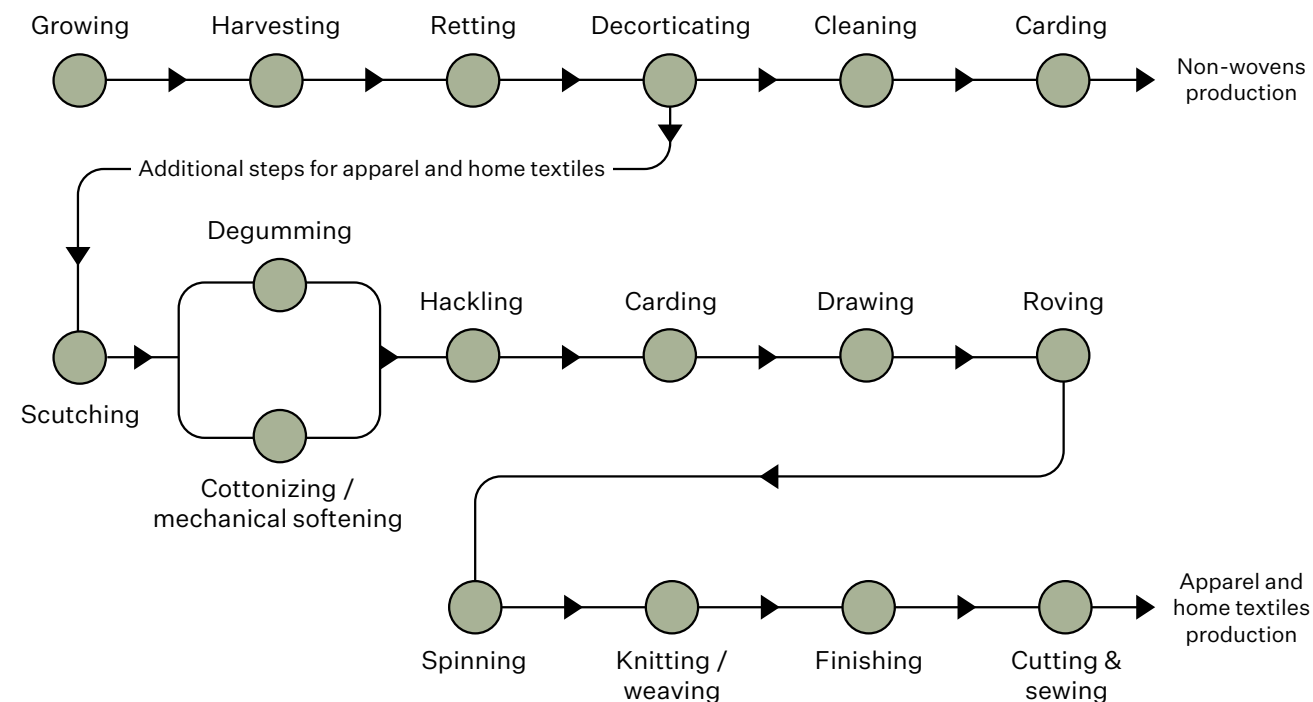 Growing
Harvesting
Retting
Decorticating
Cleaning
Carding
Non-wovens
production
Additional steps for apparel and home textiles
Degumming
Hackling
Carding
Drawing
Roving
Scutching
Cottonizing /
mechanical softening
Apparel and
home textiles
production
Spinning
Knitting /
weaving
Finishing
Cutting &
sewing